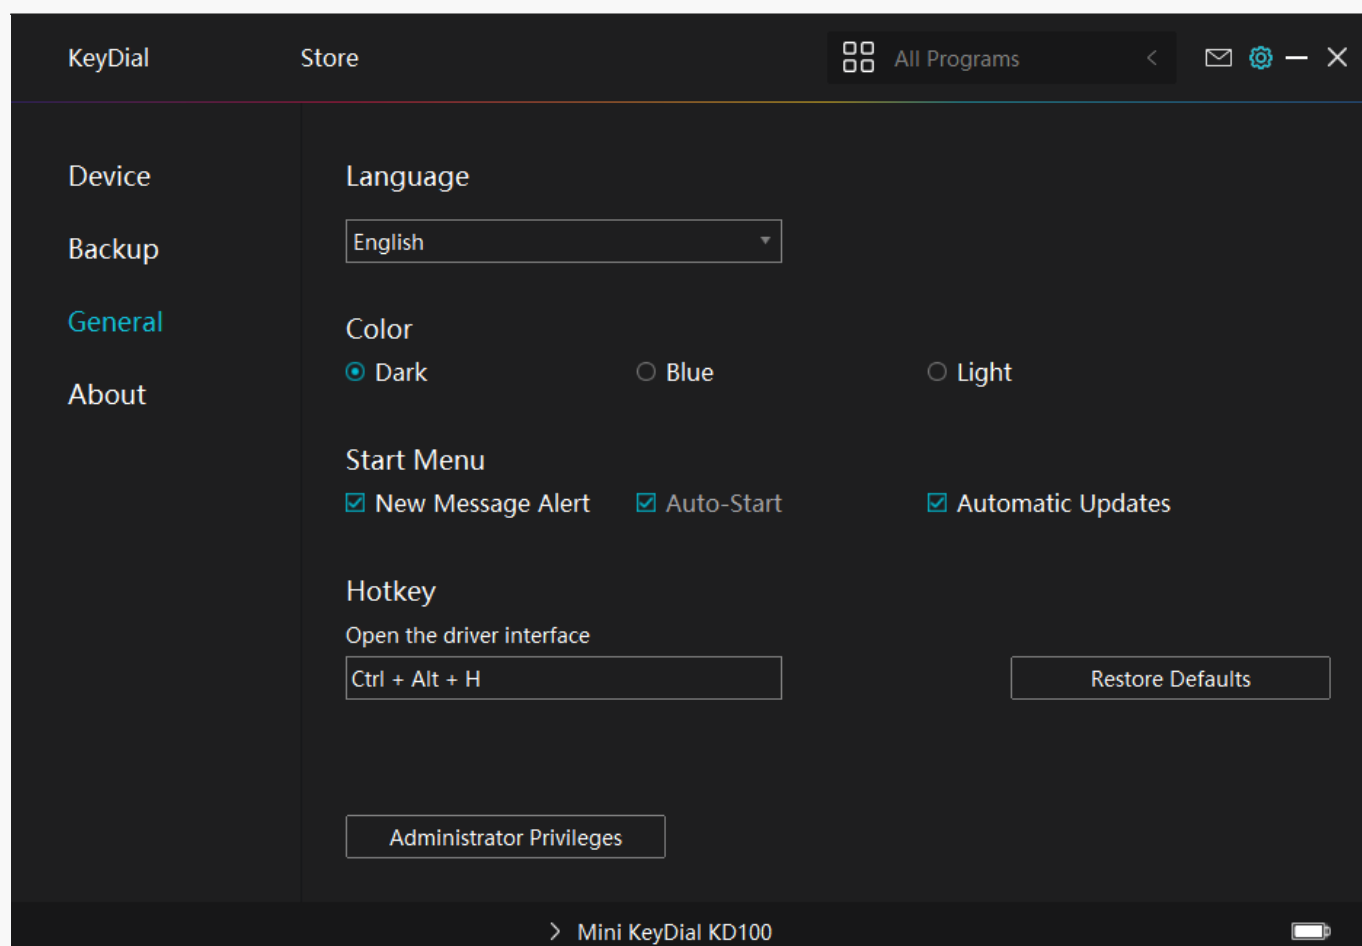 KeyDial Store All Programs
Device
Backup
General
About
Language
English
Color
Dark Blue Light
Start Menu
New Message Alert Auto-Start Automatic Updates
Hotkey
Open the driver interface
Ctrl + Alt + H Restore Defaults
Administrator Privileges
Mini KeyDial KD100